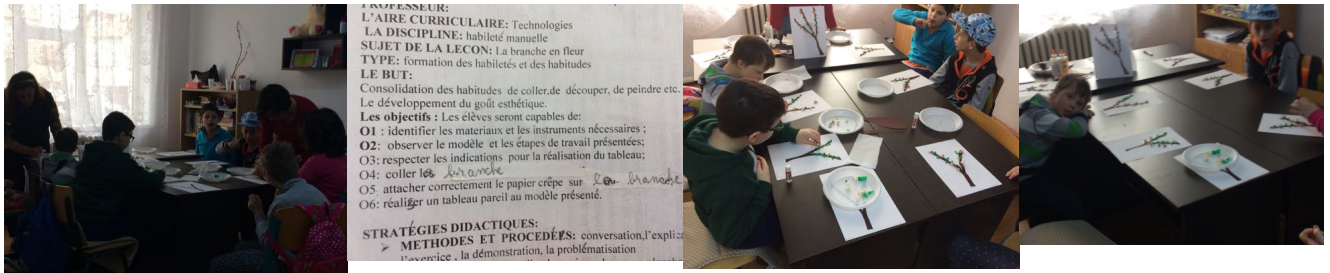 PROFESSEUR:
L'AIRE CURRICULAIRE: Technologies
LA DISCIPLINE: habileté manuelle
SUJET DE LA LECON: La branche en fleur
TYPE: formation des habiletés et des habitudes
LE BUT:
Consolidation des habitudes de coller,de découper, de peindre etc.
Le développement du goût esthétique.
Les objectifs : Les élèves seront capables de:
O1 : identifier les materiaux et les instruments nécessaires ;
O2: observer le modèle et les étapes de travail présentées;
O3: respecter les indications pour la réalisation du tableau;
O4: coller branche
O5 attacher correctement le papier crêpe sur branche
O6: réaliser un tableau pareil au modèle présenté.
STRATÉGIES DIDACTIQUES:
➢ METHODES ET PROCEDÉES: conversation,l'explic
l'exercice , la démonstration, la problématisation